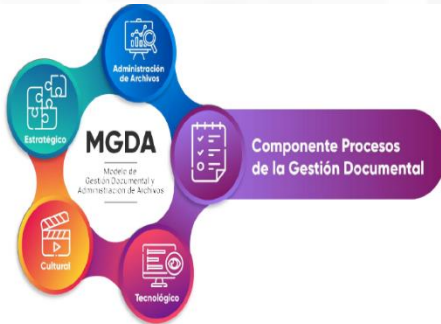 Administración
de Archivos
Estratégico
MGDA
Modelo de
Gestión Documental y
Administración de Archivos
Componente Procesos
de la Gestión Documental
Cultural
Tecnológico